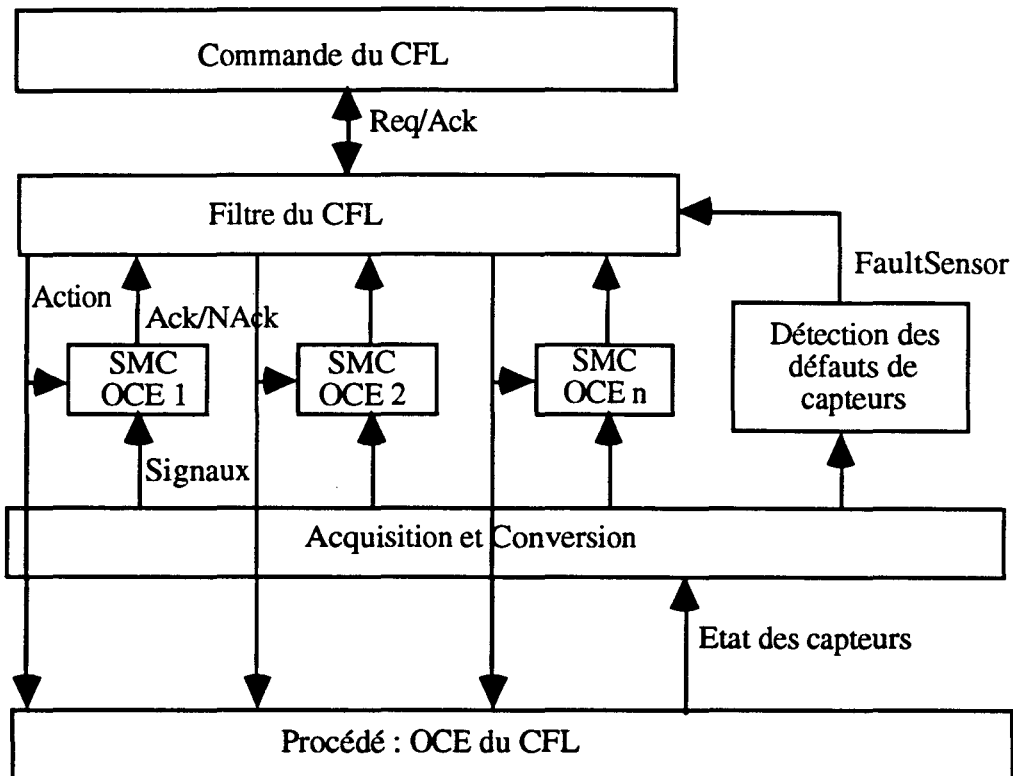 Commande du CFL
Req/Ack
Filtre du CFL
FaultSensor
Action
Ack/NAck
SMC
OCE 1
SMC
OCE 2
SMC
OCE n
Détection des
défauts de
capteurs
Signaux
Acquisition et Conversion
Etat des capteurs
Procédé : OCE du CFL